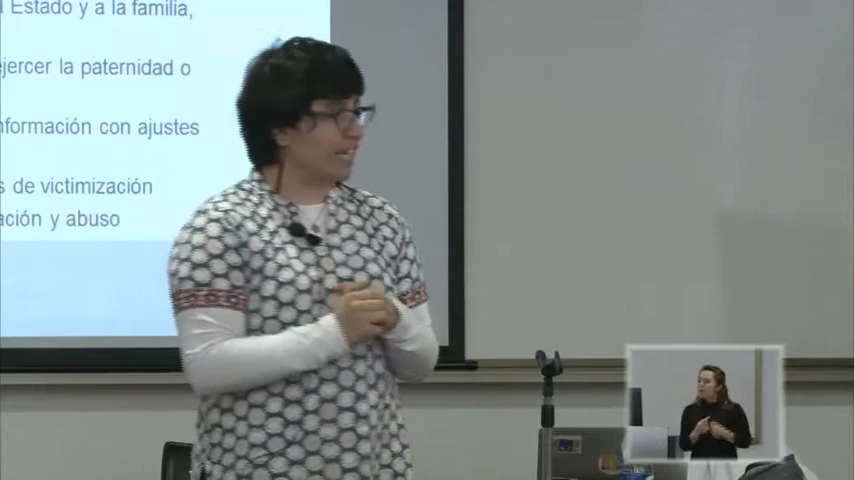 Estado y a la familia,
ejercer la paternidad o
nformación con ajustes
s de victimización
ación y abuso